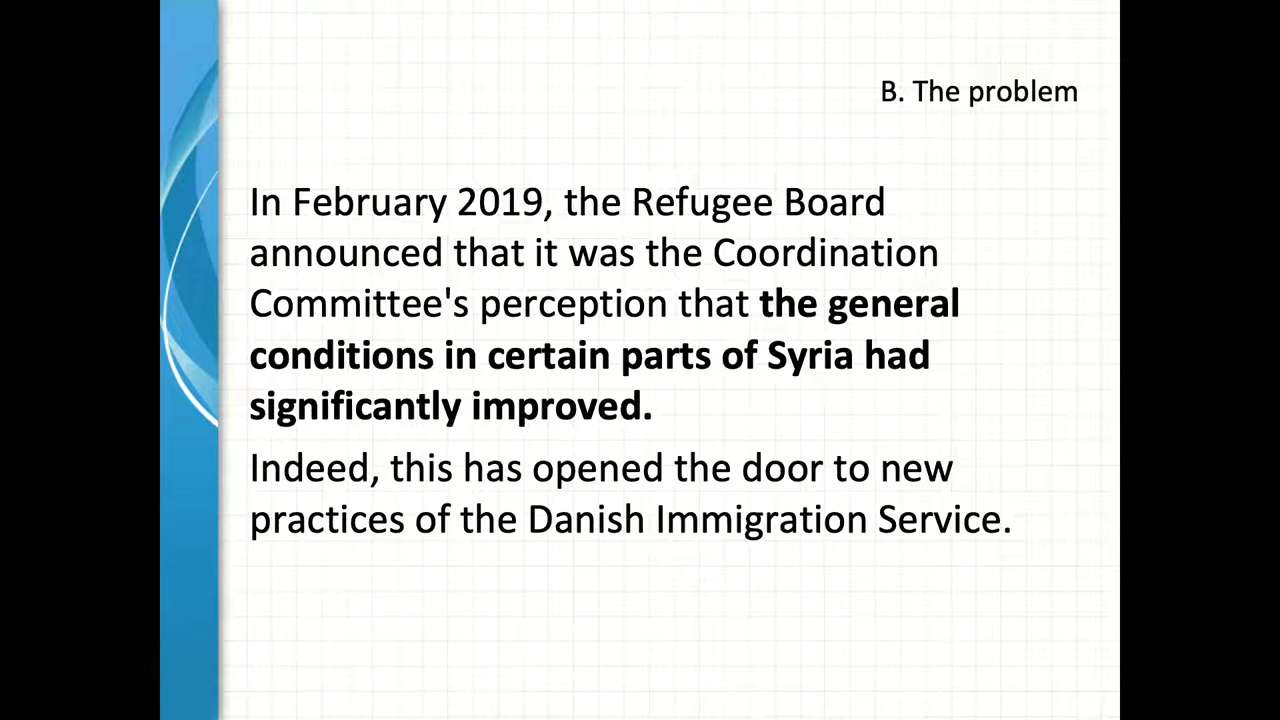 B. The problem
In February 2019, the Refugee Board
announced that it was the Coordination
Committee's perception that the general
conditions in certain parts of Syria had
significantly improved.
Indeed, this has opened the door to new
practices of the Danish Immigration Service.